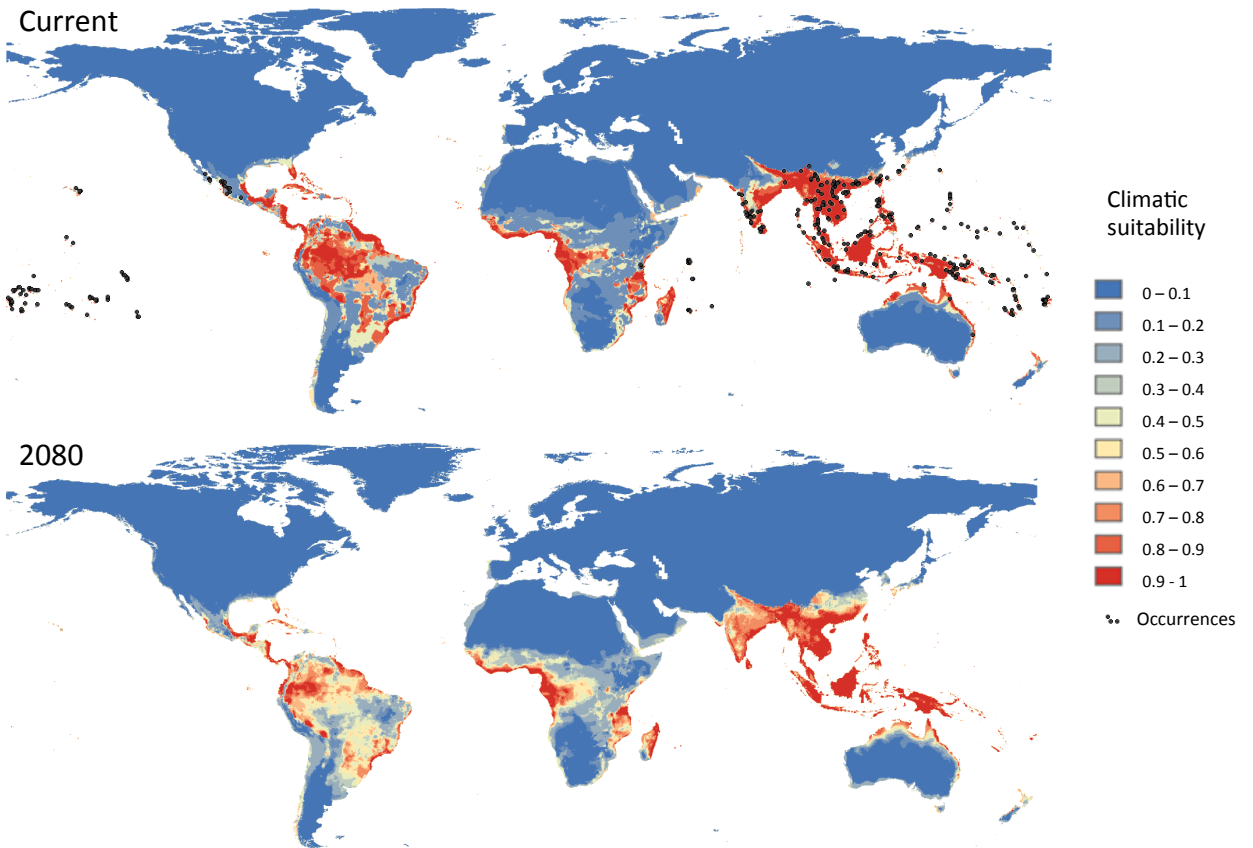 Current
2080
Climatic
suitability
0 – 0.1
0.1 – 0.2
0.2 – 0.3
0.3 – 0.4
0.4 – 0.5
0.5 – 0.6
0.6 – 0.7
0.7 – 0.8
0.8 – 0.9
0.9 - 1
Occurrences